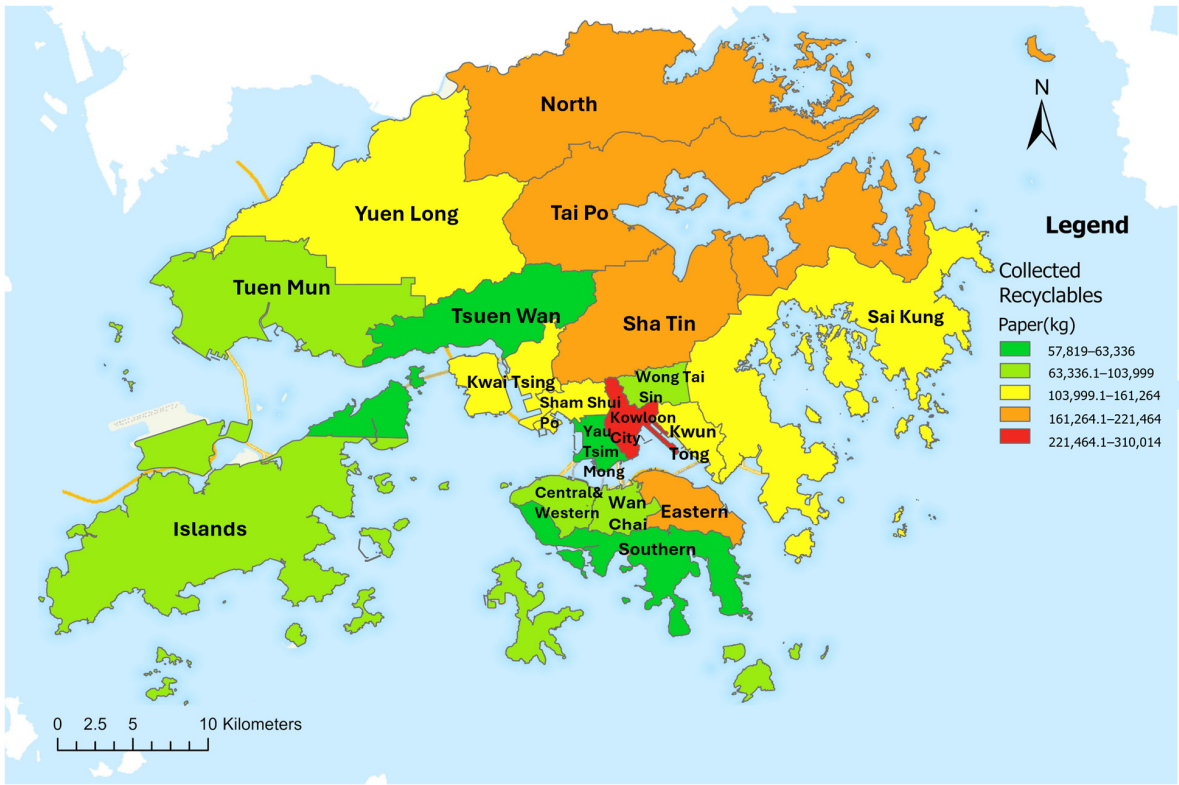 North
N
Yuen Long
Tai Po
Legend
Collected
Recyclables
Paper(kg)
57,819–63,336
63,336.1–103,999
103,999.1–161,264
161,264.1–221,464
221,464.1–310,014
Tuen Mun
Tsuen Wan
Sha Tin
Sai Kung
Kwai Tsing
Wong Tai
Sin
Sham Shui
Po
Kowloon
City
Yau
Tsim
Mong
Kwun
Tong
Central&
Western
Wan
Chai
Eastern
Islands
Southern
0 2.5 5 10 Kilometers